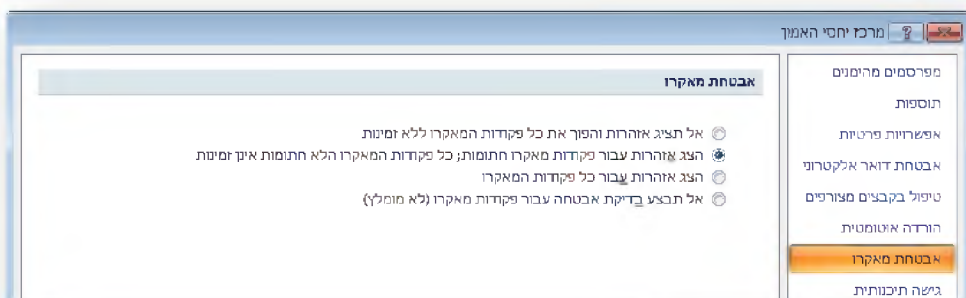 מרכז יחסי האמון
מפרסמים מהימנים
תוספות
אפשרויות פרטיות
אבטחת דואר אלקטרוני
טיפול בקבצים מצורפים
הורדה אוטומטית
אבטחת מאקרו
גישה תיכנותית
אבטחת מאקרו
אל תציג אזהרות והפוך את כל פקודות המאקרו ללא זמינות
הצג אזהרות עבור פקודות מאקרו חתומות; כל פקודות המאקרו הלא חתומות אינן זמינות
הצג אזהרות עבור כל פקודות המאקרו
אל תבצע בדיקת אבטחה עבור פקודות מאקרו (לא מומלץ)